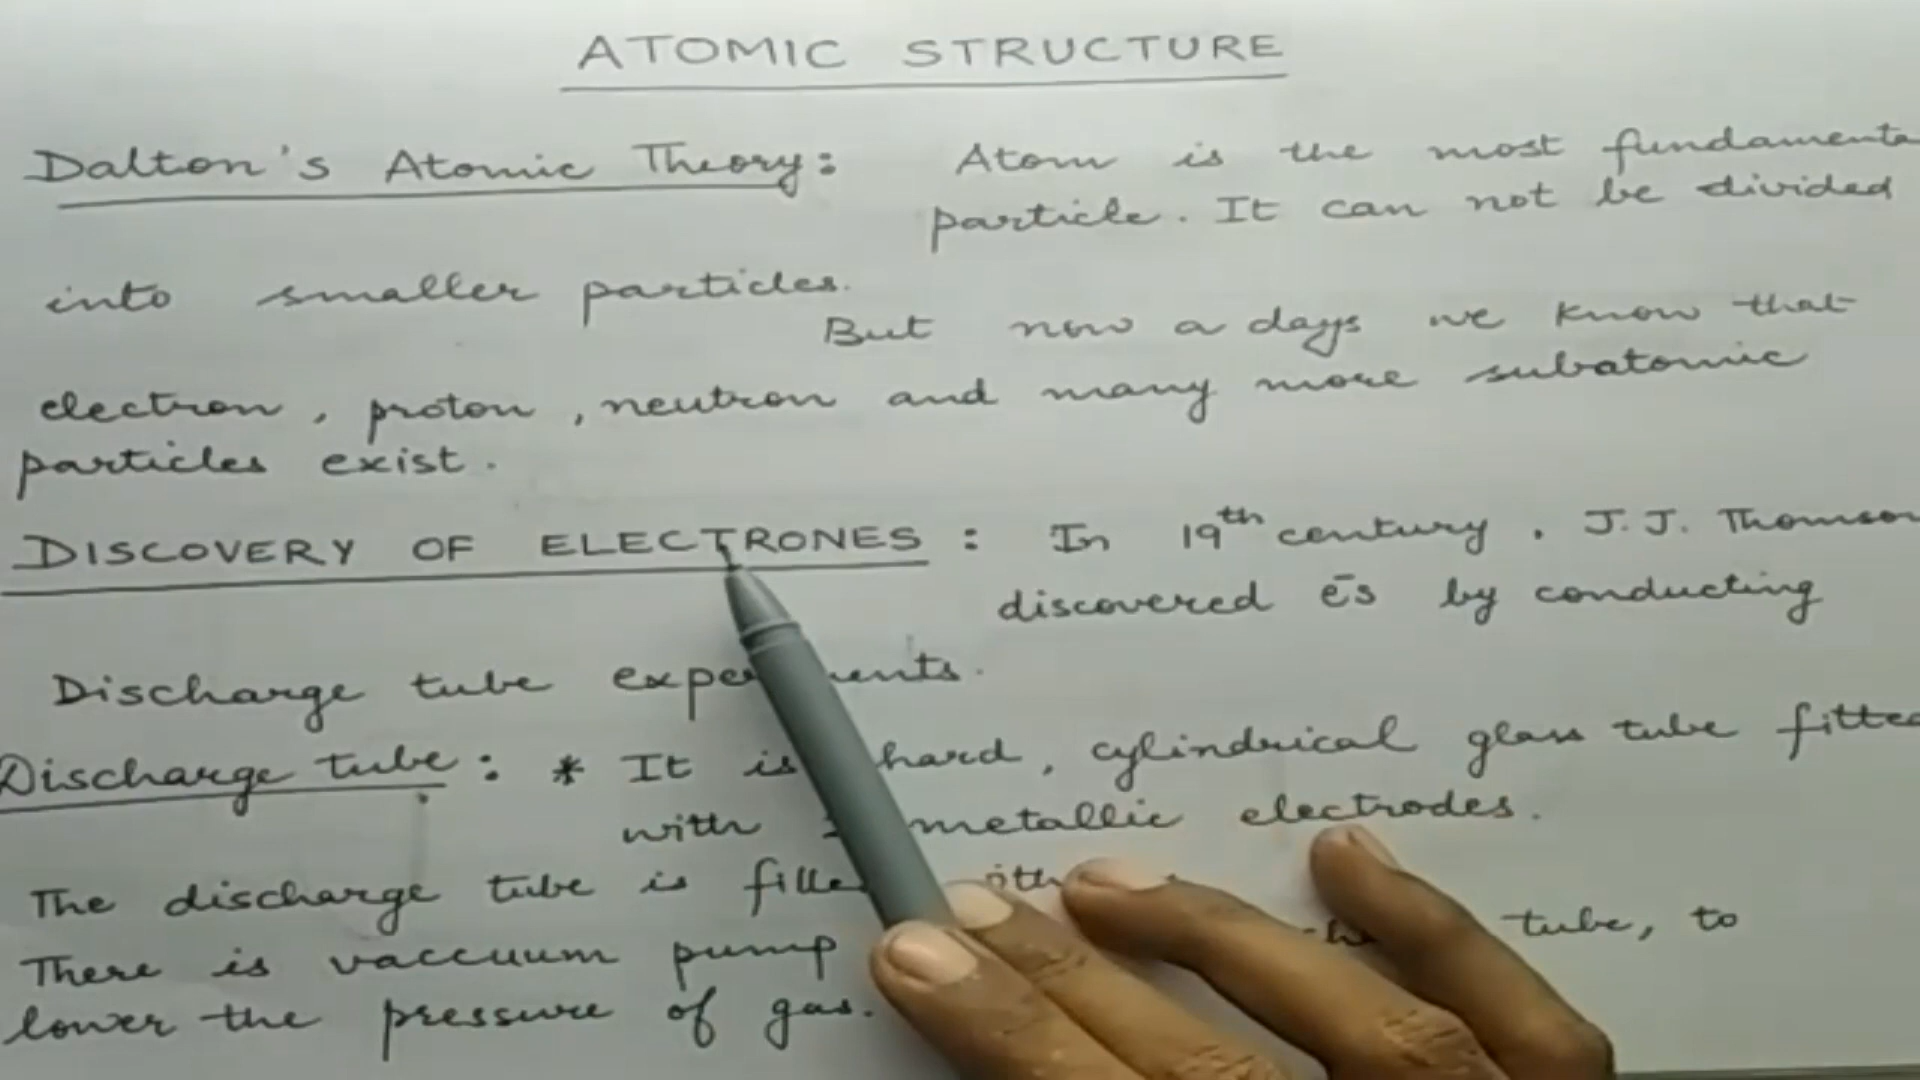 ATOMIC STRUCTURE
Dalton's Atomic Theory: Atom is the most fundamenta
particle. It can not be divided
into smaller particles.
But now a days we know that
electron, proton, neutron and many more subatomic
particles exist.
DISCOVERY OF ELECTRONES: In 19th century, J.J. Thomson
discovered ēs by conducting
Discharge tube
Discharge tube: * It is hard, cylindrical glass tube fitted
with metallic electrodes.
The discharge tube is
There is vaccuum pump tube, to
lower the pressure of gas.